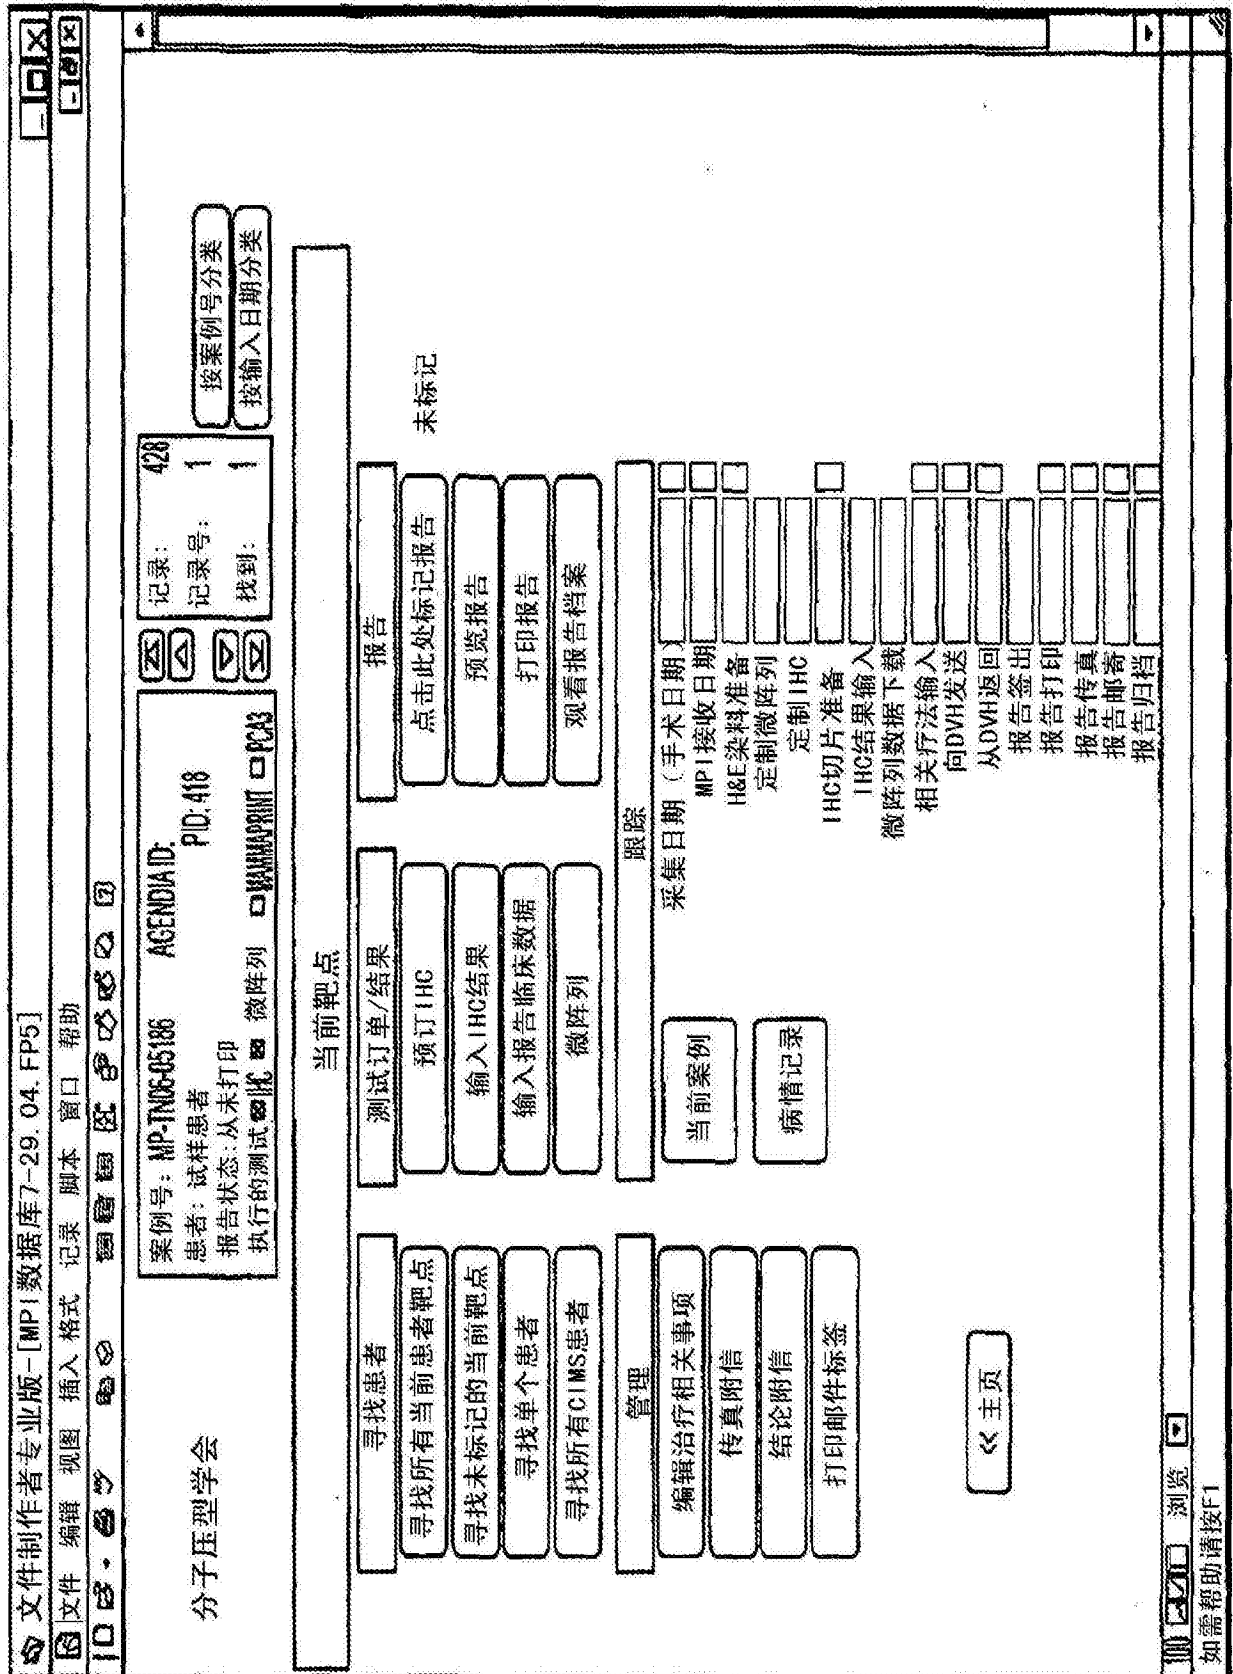 文件制作者专业版-[MPI数据库7-29.04.FP5]
文件 编辑 视图 插入 格式 记录 脚本 窗口 帮助
分子压型学会
案例号: MP-TN06-05186 AGENDIA ID:
患者: 试样患者 PID: 418
报告状态:从未打印
执行的测试 IHC 微阵列 MAMMAPRINT PCA3
记录: 428
记录号: 1
找到: 1
按案例号分类
按输入日期分类
当前靶点
寻找患者
寻找所有当前患者靶点
寻找未标记的当前靶点
寻找单个患者
寻找所有CIMS患者
测试订单/结果
预订IHC
输入IHC结果
输入报告临床数据
微阵列
报告
点击此处标记报告
未标记
预览报告
打印报告
观看报告档案
管理
编辑治疗相关事项
传真附信
结论附信
打印邮件标签
跟踪
当前案例
病情记录
采集日期(手术日期)
MPI接收日期
H&E染料准备
定制微阵列
定制IHC
IHC切片准备
IHC结果输入
微阵列数据下载
相关疗法输入
向DVH发送
从DVH返回
报告签出
报告打印
报告传真
报告邮寄
报告归档
<< 主页
100 浏览
如需帮助请按F1